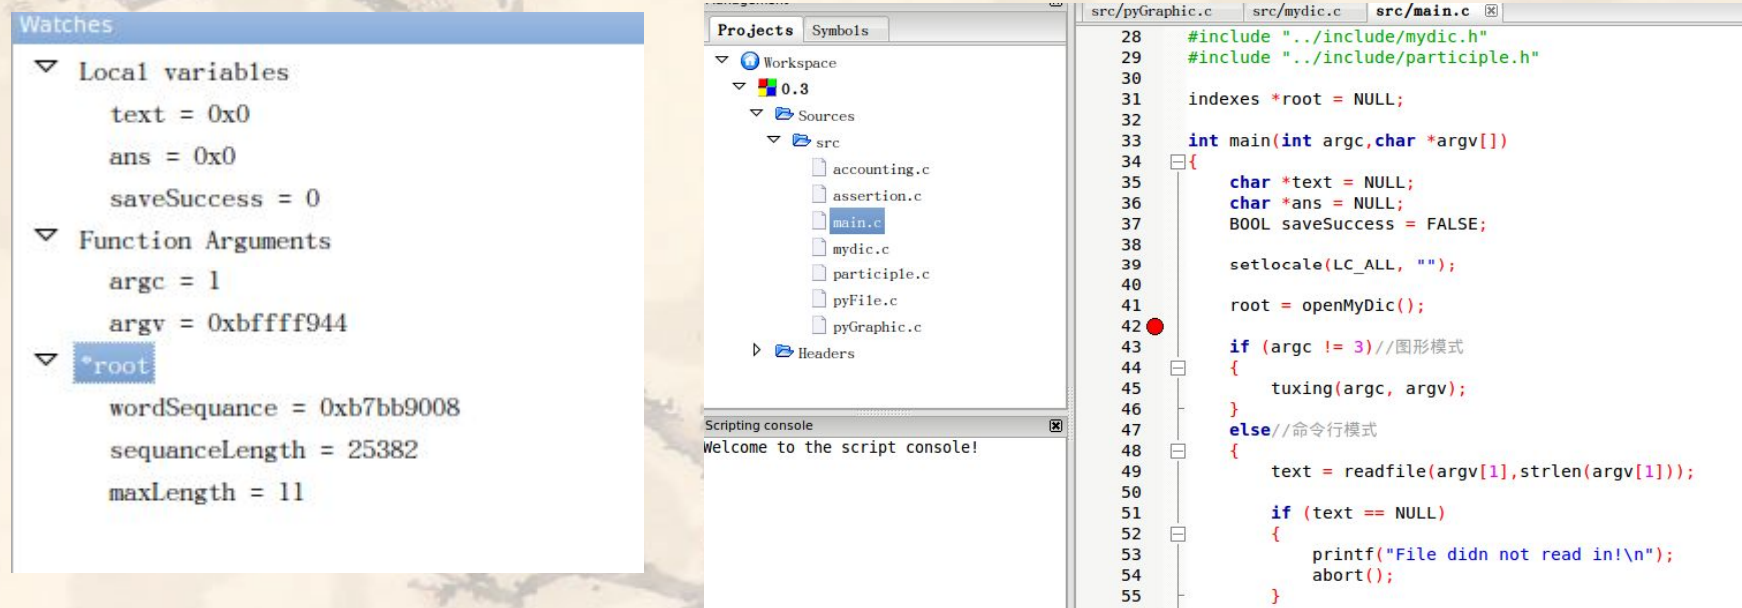 Watches
Local variables
text = 0x0
ans = 0x0
saveSuccess = 0
Function Arguments
argc = 1
argv = 0xbffff944
*root
wordSequance = 0xb7bb9008
sequanceLength = 25382
maxLength = 11
Management
Projects Symbols
Workspace
0.3
Sources
src
accounting.c
assertion.c
main.c
mydic.c
participle.c
pyFile.c
pyGraphic.c
Headers
Scripting console
Welcome to the script console!
src/pyGraphic.c src/mydic.c src/main.c
28 #include "../include/mydic.h"
29 #include "../include/participle.h"
30
31 indexes *root = NULL;
32
33 int main(int argc,char *argv[])
34 {
35 char *text = NULL;
36 char *ans = NULL;
37 BOOL saveSuccess = FALSE;
38
39 setlocale(LC_ALL, "");
40
41 root = openMyDic();
42
43 if (argc != 3)//图形模式
44 {
45 tuxing(argc, argv);
46 }
47 else//命令行模式
48 {
49 text = readfile(argv[1],strlen(argv[1]));
50
51 if (text == NULL)
52 {
53 printf("File didn not read in!\n");
54 abort();
55 }